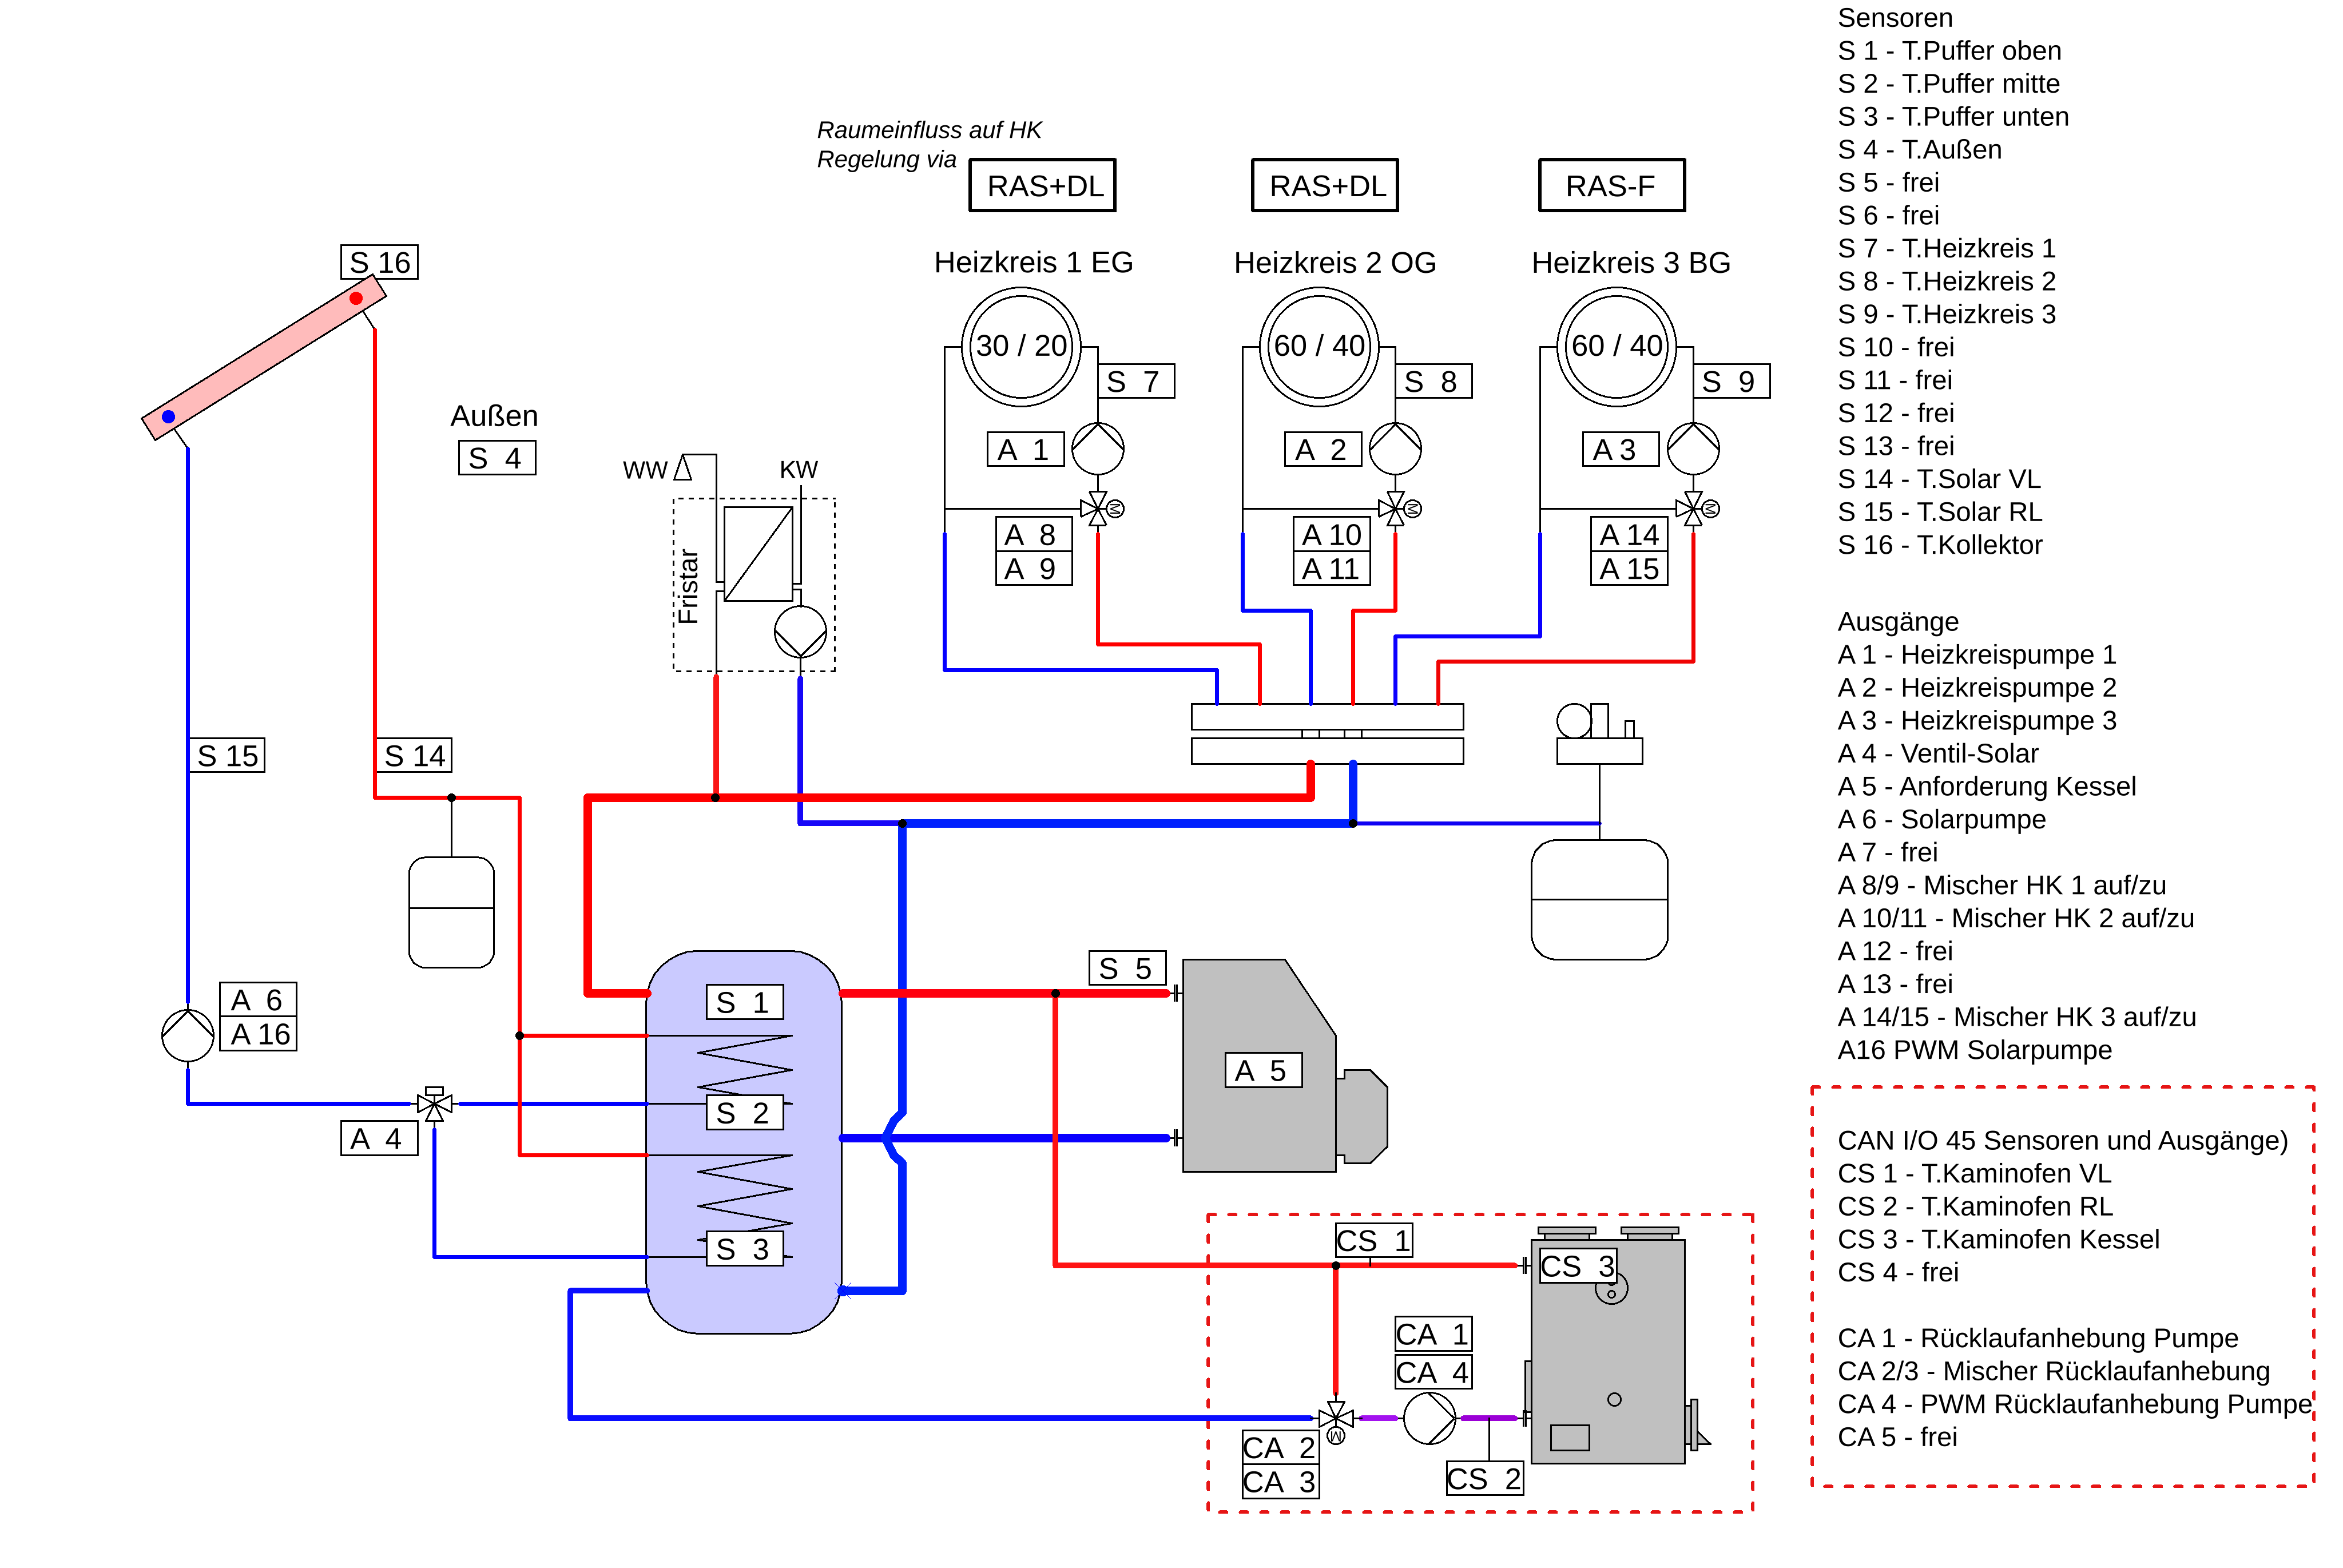 Raumeinfluss auf HK
Regelung via
RAS+DL
RAS+DL
RAS-F
Heizkreis 1 EG
Heizkreis 2 OG
Heizkreis 3 BG
S 16
30 / 20
60 / 40
60 / 40
S 7
S 8
S 9
Außen
S 4
A 1
A 2
A 3
WW
KW
M
M
M
A 8
A 9
A 10
A 11
A 14
A 15
Fristar
S 15
S 14
S 5
S 1
A 6
A 16
A 5
S 2
A 4
S 3
CS 1
CS 3
CA 1
CA 4
M
CA 2
CA 3
CS 2
Sensoren
S 1 - T.Puffer oben
S 2 - T.Puffer mitte
S 3 - T.Puffer unten
S 4 - T.Außen
S 5 - frei
S 6 - frei
S 7 - T.Heizkreis 1
S 8 - T.Heizkreis 2
S 9 - T.Heizkreis 3
S 10 - frei
S 11 - frei
S 12 - frei
S 13 - frei
S 14 - T.Solar VL
S 15 - T.Solar RL
S 16 - T.Kollektor
Ausgänge
A 1 - Heizkreispumpe 1
A 2 - Heizkreispumpe 2
A 3 - Heizkreispumpe 3
A 4 - Ventil-Solar
A 5 - Anforderung Kessel
A 6 - Solarpumpe
A 7 - frei
A 8/9 - Mischer HK 1 auf/zu
A 10/11 - Mischer HK 2 auf/zu
A 12 - frei
A 13 - frei
A 14/15 - Mischer HK 3 auf/zu
A16 PWM Solarpumpe
CAN I/O 45 Sensoren und Ausgänge)
CS 1 - T.Kaminofen VL
CS 2 - T.Kaminofen RL
CS 3 - T.Kaminofen Kessel
CS 4 - frei
CA 1 - Rücklaufanhebung Pumpe
CA 2/3 - Mischer Rücklaufanhebung
CA 4 - PWM Rücklaufanhebung Pumpe
CA 5 - frei